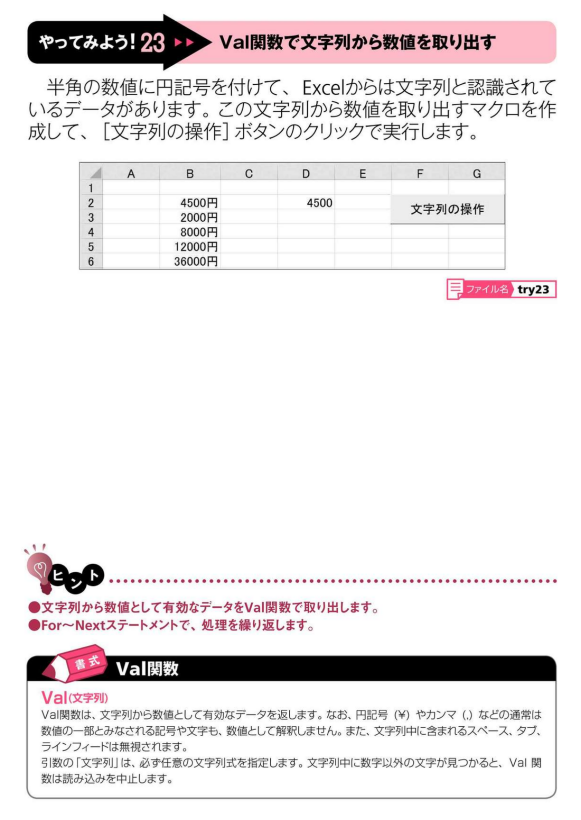 やってみよう! 23 Val関数で文字列から数値を取り出す
半角の数値に円記号を付けて、Excelからは文字列と認識されて
いるデータがあります。この文字列から数値を取り出すマクロを作
成して、［文字列の操作］ボタンのクリックで実行します。
A B C D E F G
1
2 4500円 4500 文字列の操作
3 2000円
4 8000円
5 12000円
6 36000円
ファイル名 try23
ヒント
●文字列から数値として有効なデータをVal関数で取り出します。
●For～Nextステートメントで、処理を繰り返します。
書式 Val関数
Val(文字列)
Val関数は、文字列から数値として有効なデータを返します。なお、円記号 (¥) やカンマ (,) などの通常は
数値の一部とみなされる記号や文字も、数値として解釈しません。また、文字列中に含まれるスペース、タブ、
ラインフィードは無視されます。
引数の「文字列」は、必ず任意の文字列式を指定します。文字列中に数字以外の文字が見つかると、Val 関
数は読み込みを中止します。